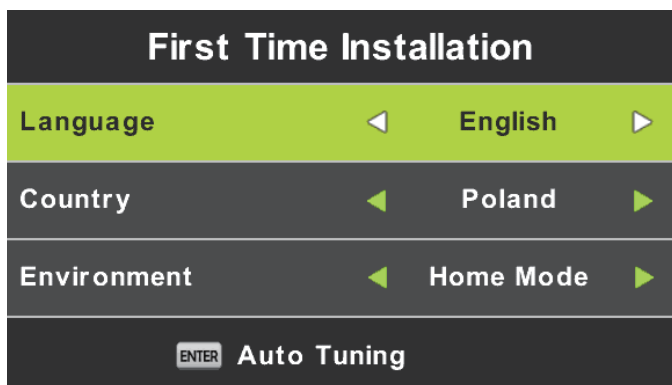 First Time Installation
Language English
Country Poland
Environment Home Mode
ENTER Auto Tuning